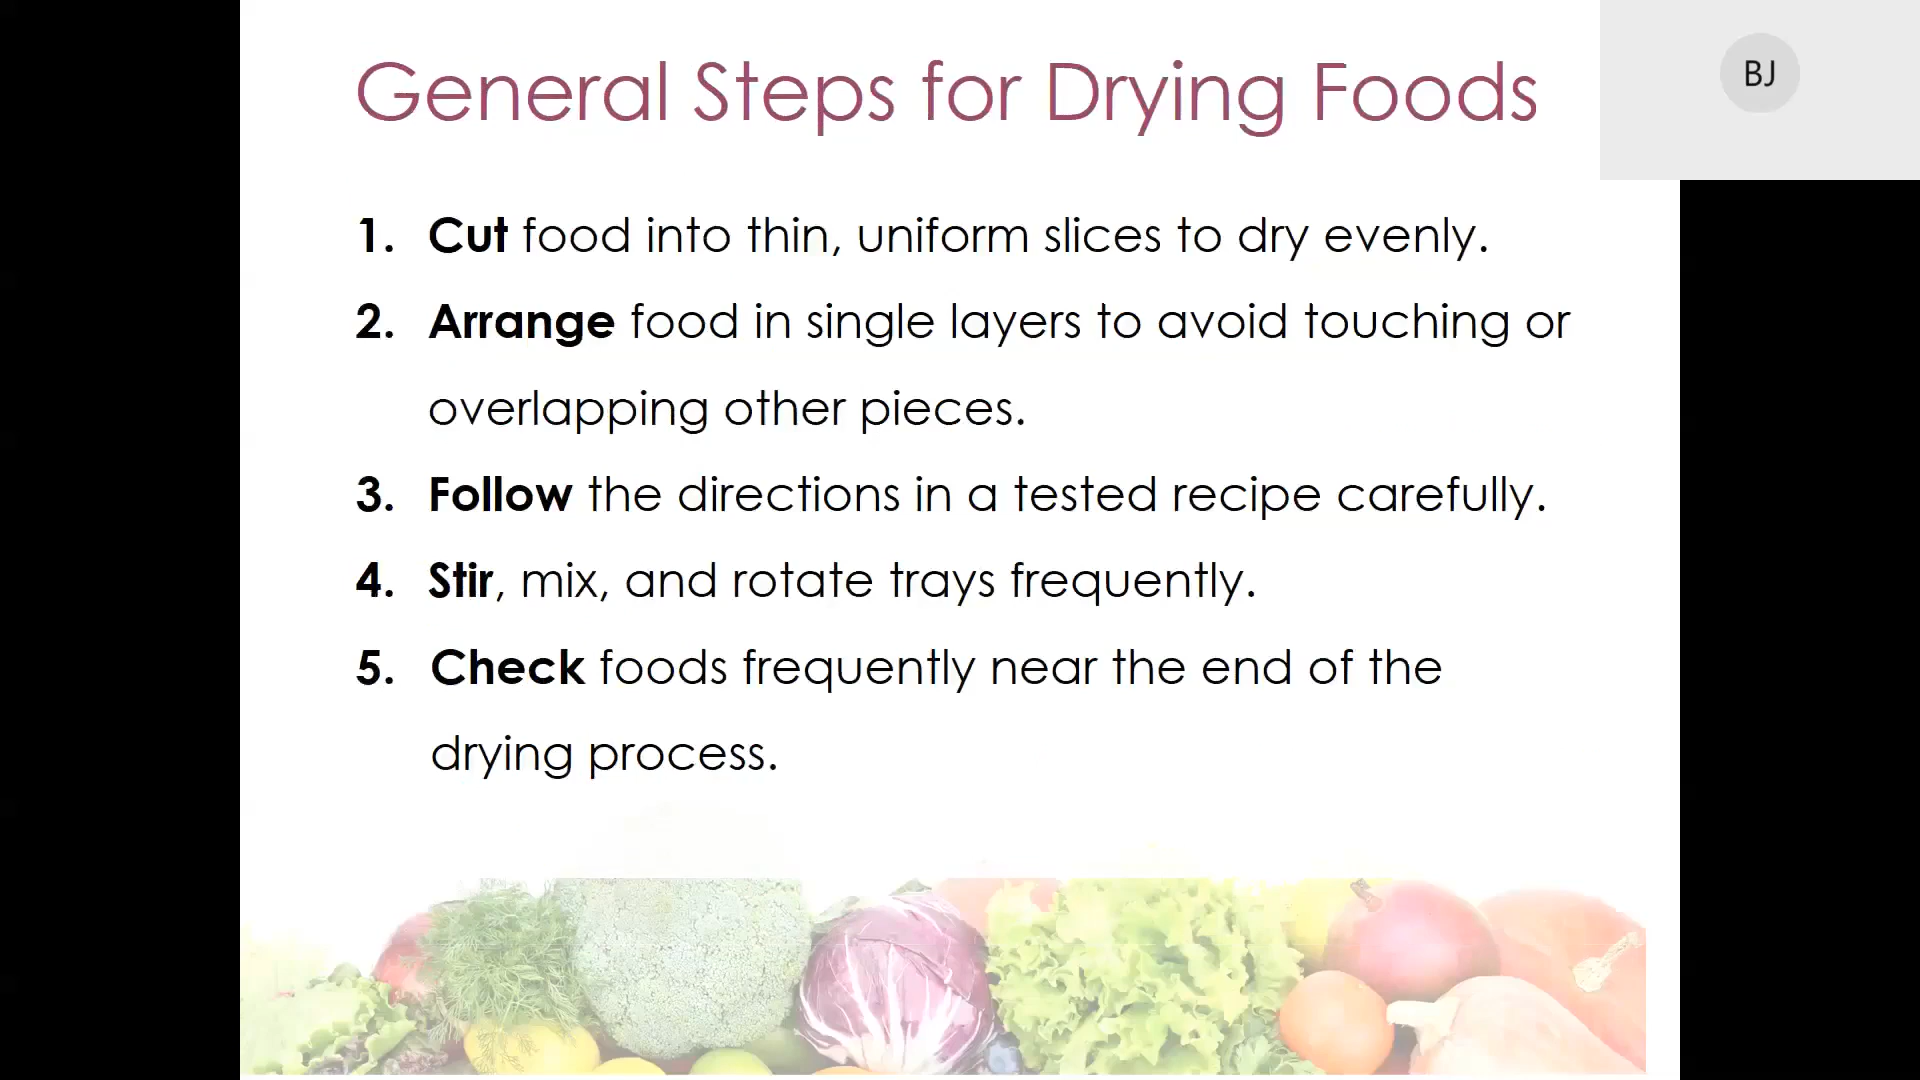 General Steps for Drying Foods
BJ
1. Cut food into thin, uniform slices to dry evenly.
2. Arrange food in single layers to avoid touching or
overlapping other pieces.
3. Follow the directions in a tested recipe carefully.
4. Stir, mix, and rotate trays frequently.
5. Check foods frequently near the end of the
drying process.